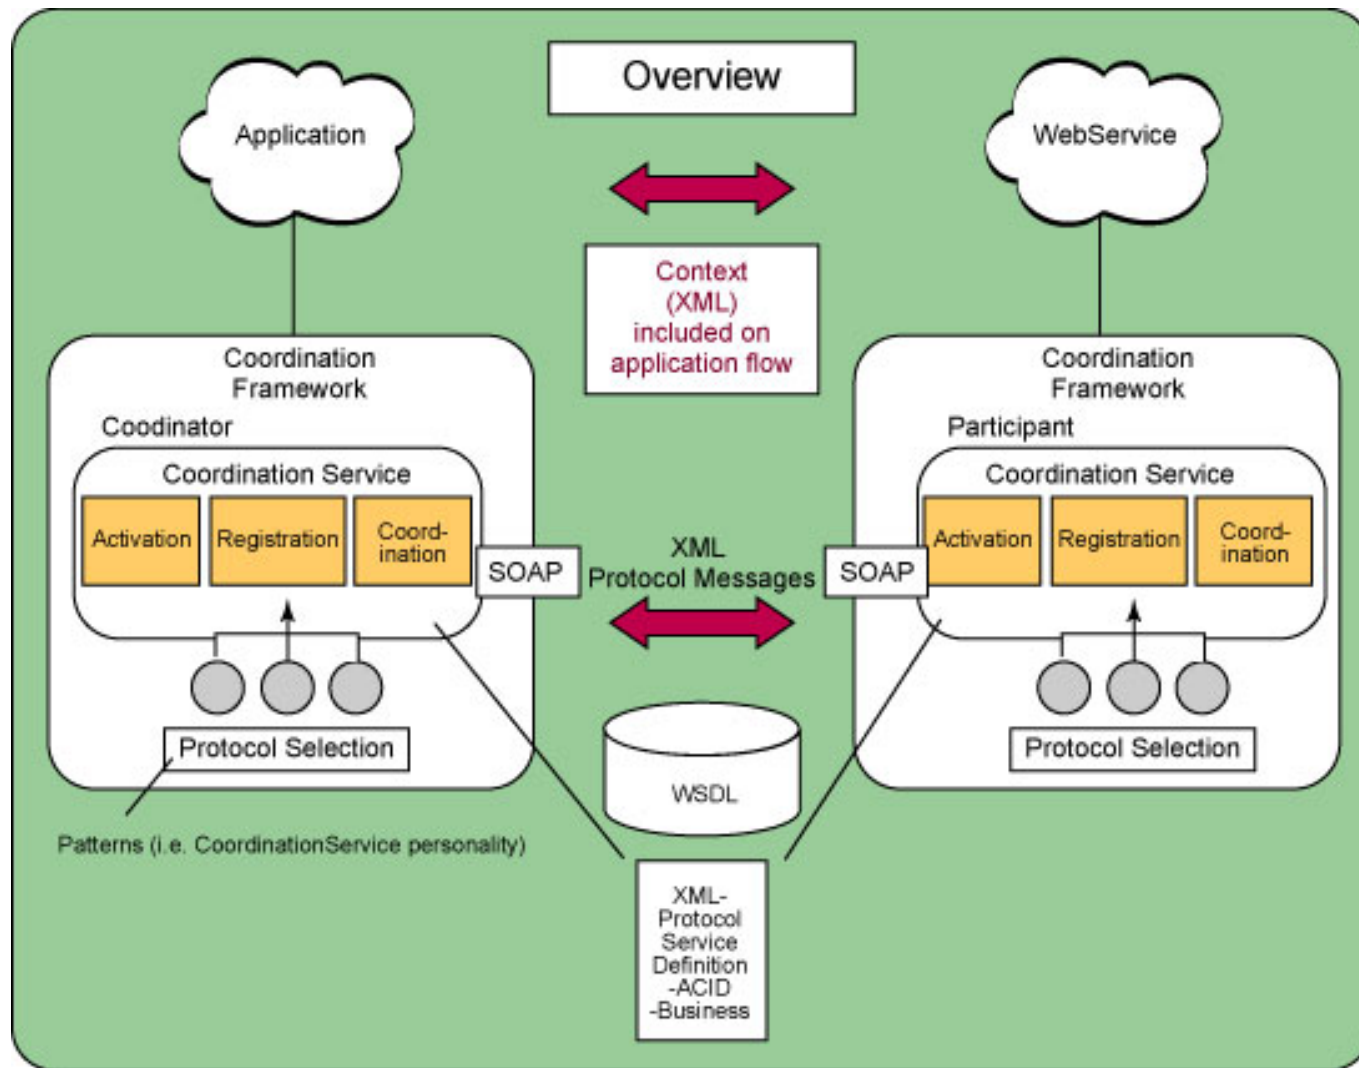 Overview
Application
WebService
Context
(XML)
included on
application flow
Coordination
Framework
Coodinator
Coordination Service
Activation
Registration
Coord-
ination
SOAP
Protocol Selection
Patterns (i.e. CoordinationService personality)
XML
Protocol Messages
Coordination
Framework
Participant
Coordination Service
SOAP
Activation
Registration
Coord-
ination
Protocol Selection
WSDL
XML-
Protocol
Service
Definition
-ACID
-Business